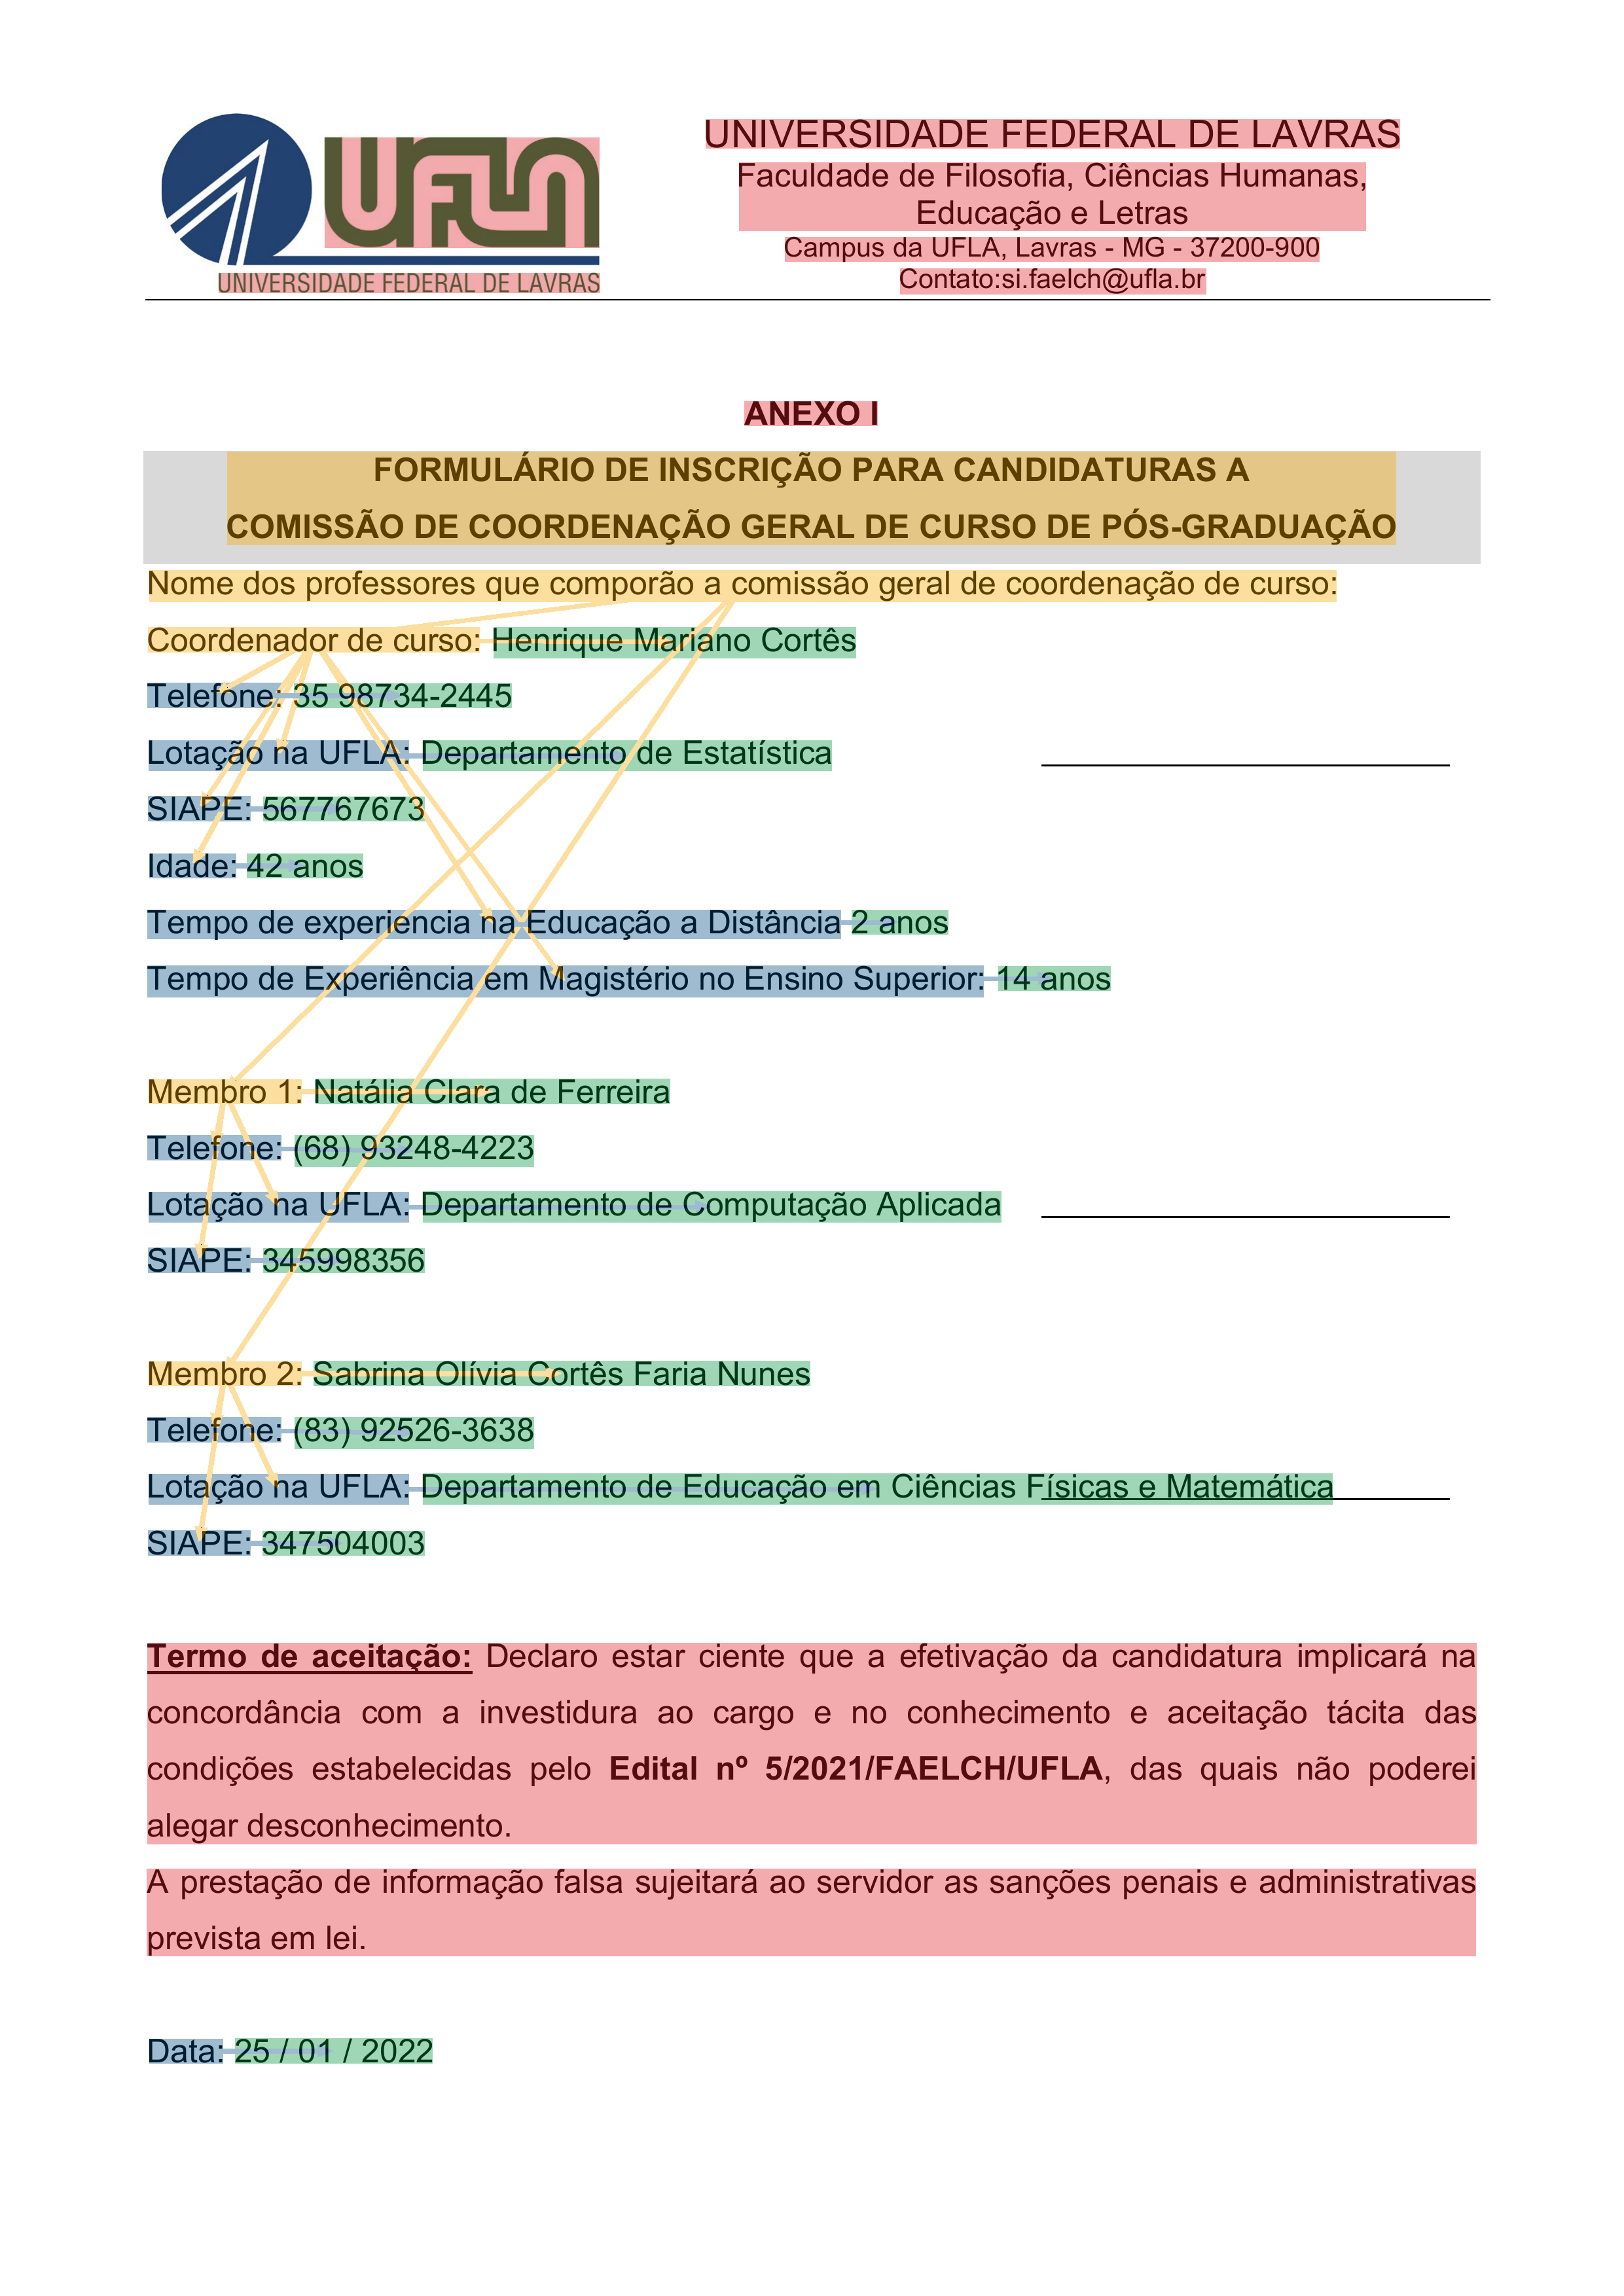 UFLA
UNIVERSIDADE FEDERAL DE LAVRAS
UNIVERSIDADE FEDERAL DE LAVRAS
Faculdade de Filosofia, Ciências Humanas,
Educação e Letras
Campus da UFLA, Lavras - MG - 37200-900
Contato:si.faelch@ufla.br
ANEXO I
FORMULÁRIO DE INSCRIÇÃO PARA CANDIDATURAS A
COMISSÃO DE COORDENAÇÃO GERAL DE CURSO DE PÓS-GRADUAÇÃO
Nome dos professores que comporão a comissão geral de coordenação de curso:
Coordenador de curso: Henrique Mariano Cortês
Telefone: 35 98734-2445
Lotação na UFLA: Departamento de Estatística
SIAPE: 567767673
Idade: 42 anos
Tempo de experiência na Educação a Distância 2 anos
Tempo de Experiência em Magistério no Ensino Superior: 14 anos
Membro 1: Natália Clara de Ferreira
Telefone: (68) 93248-4223
Lotação na UFLA: Departamento de Computação Aplicada
SIAPE: 345998356
Membro 2: Sabrina Olívia Cortês Faria Nunes
Telefone: (83) 92526-3638
Lotação na UFLA: Departamento de Educação em Ciências Físicas e Matemática
SIAPE: 347504003
Termo de aceitação: Declaro estar ciente que a efetivação da candidatura implicará na
concordância com a investidura ao cargo e no conhecimento e aceitação tácita das
condições estabelecidas pelo Edital nº 5/2021/FAELCH/UFLA, das quais não poderei
alegar desconhecimento.
A prestação de informação falsa sujeitará ao servidor as sanções penais e administrativas
prevista em lei.
Data: 25 / 01 / 2022